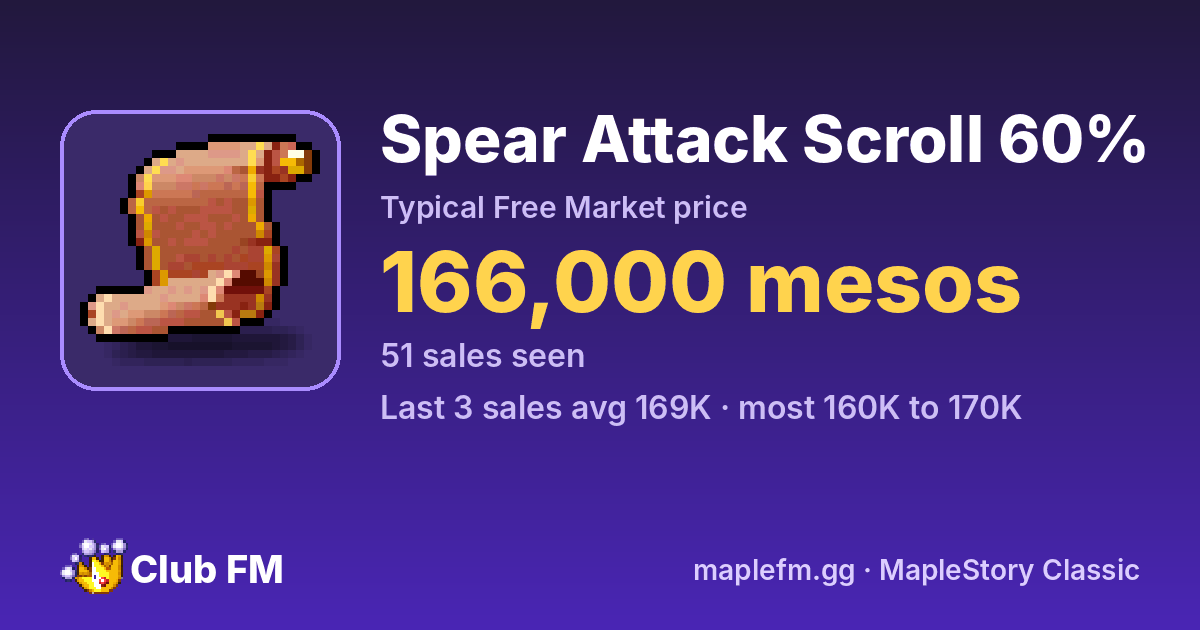 Spear Attack Scroll 60%
Typical Free Market price
166,000 mesos
51 sales seen
Last 3 sales avg 169K · most 160K to 170K
Club FM
maplefm.gg · MapleStory Classic